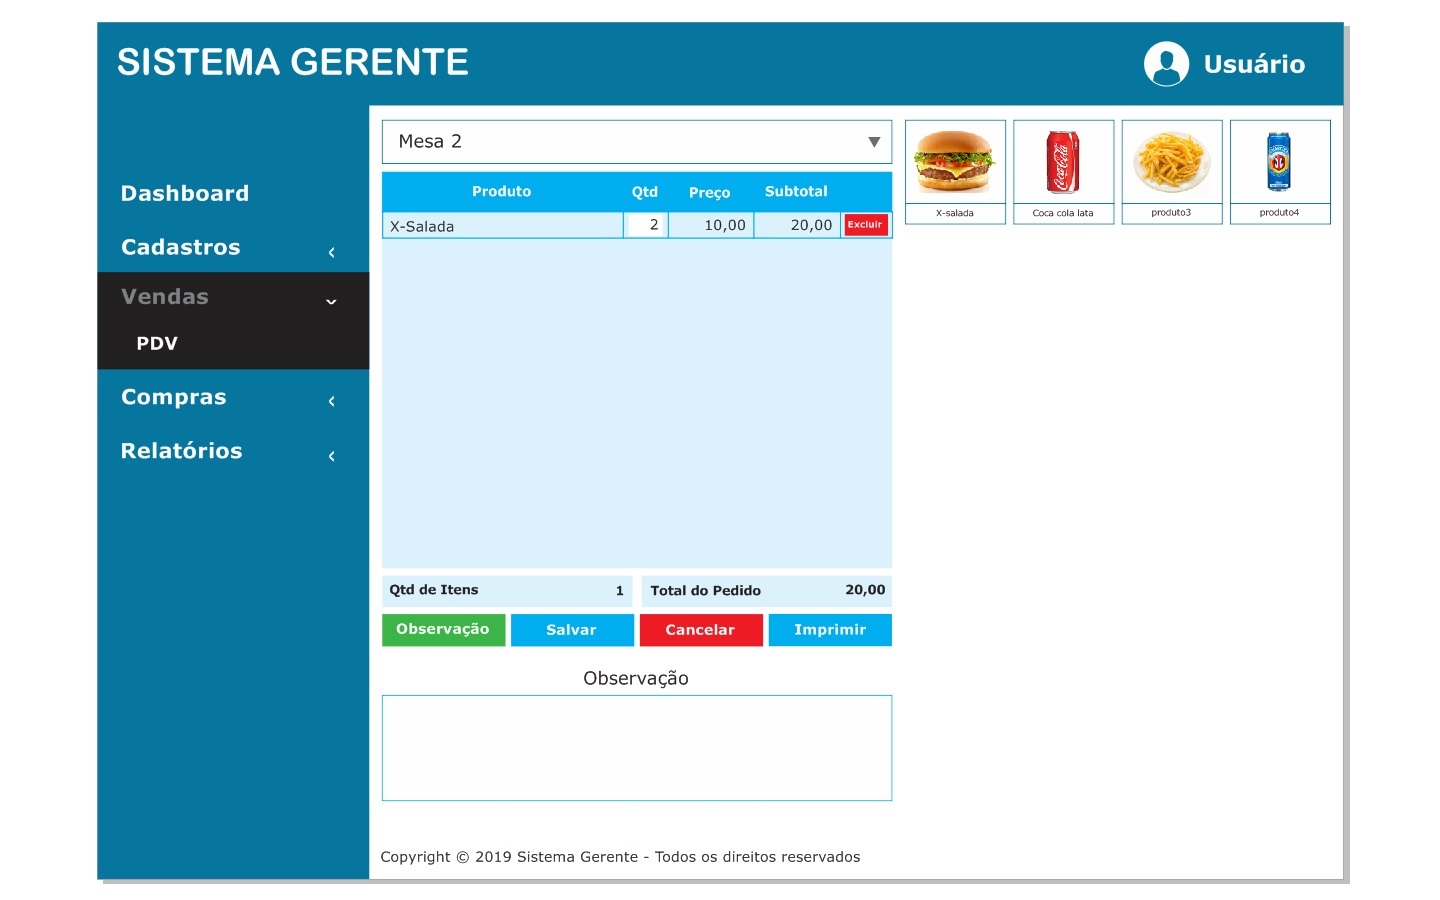 SISTEMA GERENTE
Usuário
Dashboard
Cadastros
Vendas
PDV
Compras
Relatórios
Mesa 2
Produto Qtd Preço Subtotal
X-Salada 2 10,00 20,00 Excluir
Qtd de Itens 1 Total do Pedido 20,00
Observação Salvar Cancelar Imprimir
Observação
Coca-Cola
X-salada Coca cola lata produto3 produto4
Copyright © 2019 Sistema Gerente - Todos os direitos reservados